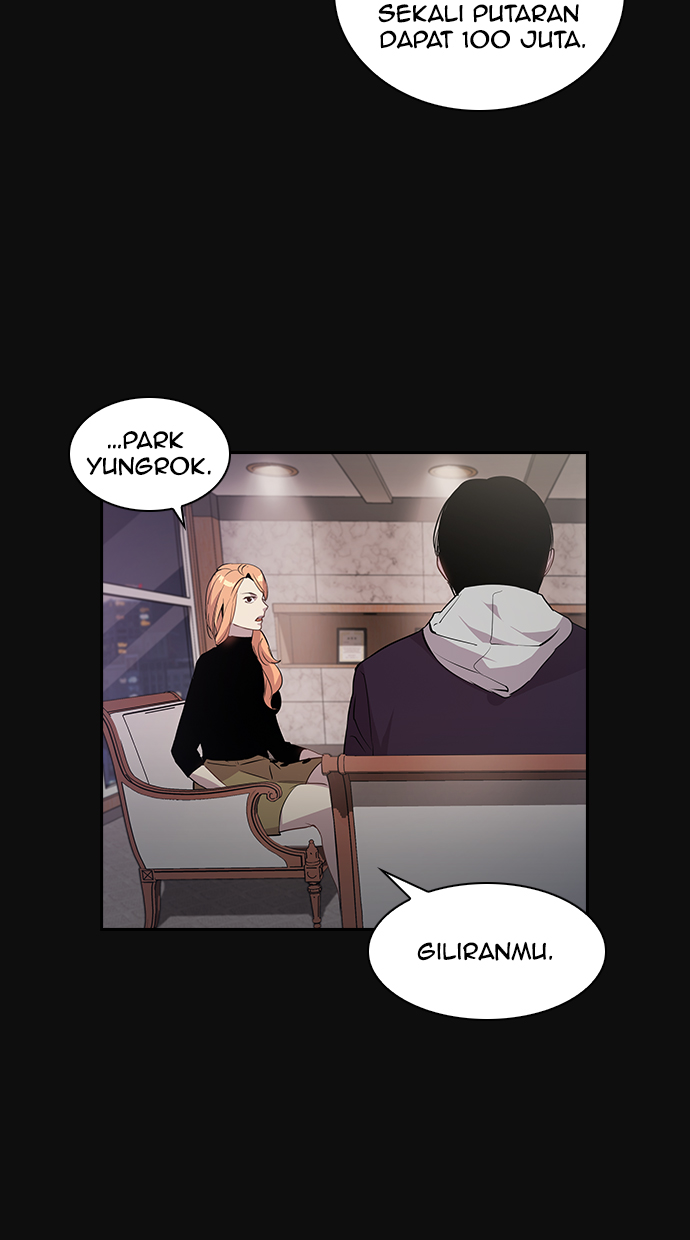 SEKALI PUTARAN
DAPAT 100 JUTA.
...PARK
YUNGROK.
GILIRANMU.